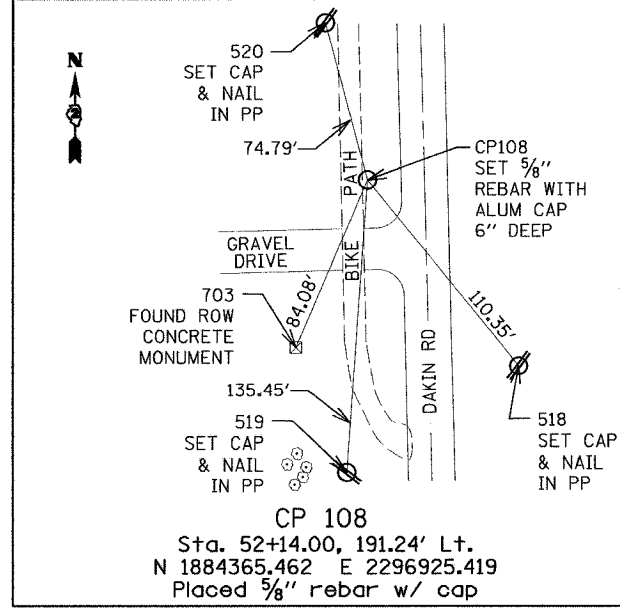 520
SET CAP
& NAIL
IN PP
N
74.79'
CP108
SET 5/8"
REBAR WITH
ALUM CAP
6" DEEP
BIKE PATH
GRAVEL
DRIVE
703
FOUND ROW
CONCRETE
MONUMENT
84.08'
110.35'
DAKIN RD
135.45'
519
SET CAP
& NAIL
IN PP
518
SET CAP
& NAIL
IN PP
CP 108
Sta. 52+14.00, 191.24' Lt.
N 1884365.462 E 2296925.419
Placed 5/8" rebar w/ cap